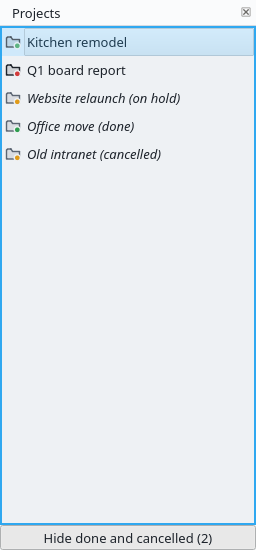 Projects
Kitchen remodel
Q1 board report
Website relaunch (on hold)
Office move (done)
Old intranet (cancelled)
Hide done and cancelled (2)